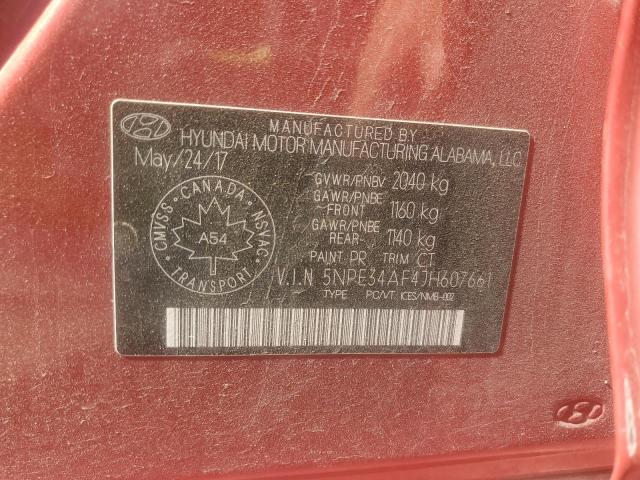 MANUFACTURED BY
HYUNDAI MOTOR MANUFACTURING ALABAMA, LLC
May/24/17
GVWR/PNBV 2040 kg
GAWR/PNBE
FRONT 1160 kg
GAWR/PNBE
REAR 1140 kg
PAINT PR TRIM CT
V.I.N 5NPE34AF4JH607661
TYPE PC/VT ICES/NMB-002
CANADA
CMVSS
NSVAC
A54
TRANSPORT